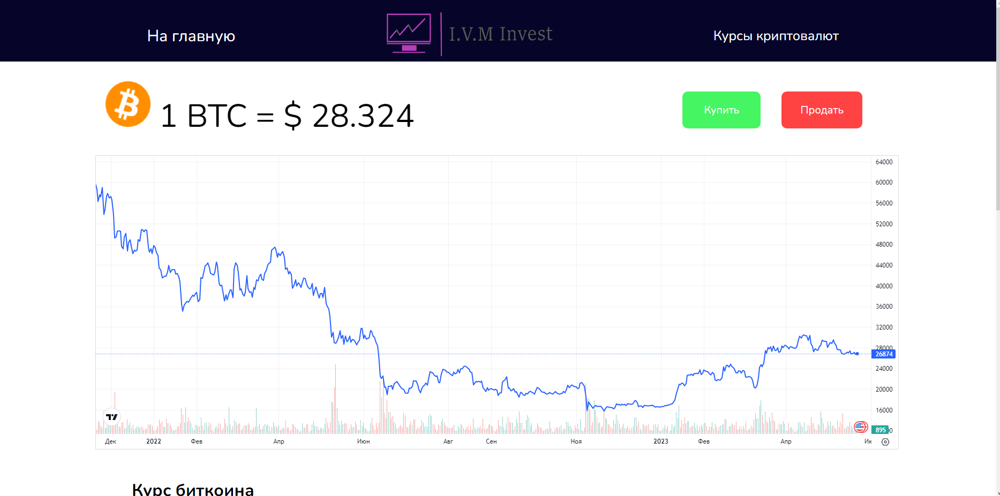 На главную
I.V.M Invest
Курсы криптовалют
1 BTC = $ 28.324
Купить
Продать
64000
60000
56000
52000
48000
44000
40000
36000
32000
28000
26874
24000
20000
16000
895
Дек 2022 Фев Апр Июн Авг Сен Ноя 2023 Фев Апр
Курс биткоина